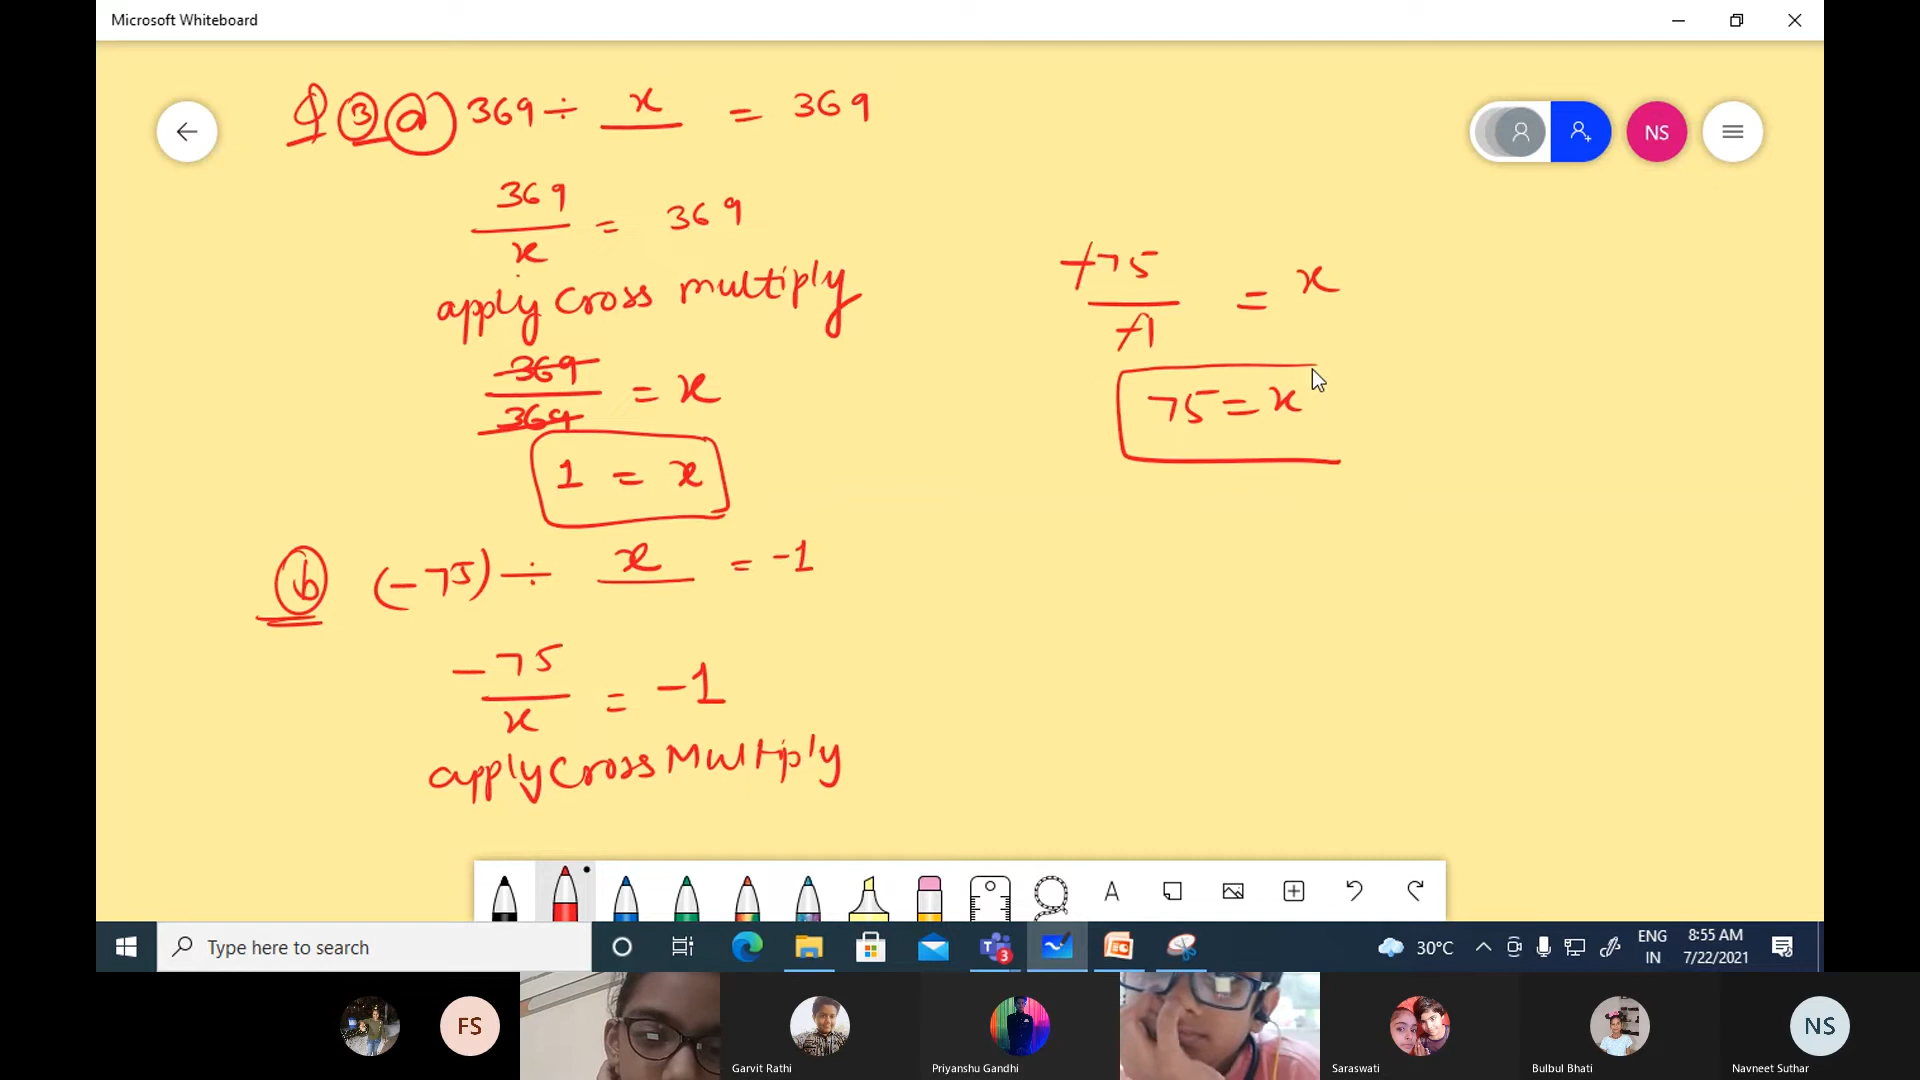 Microsoft Whiteboard
Q 3 a 369 ÷ x = 369
369/x = 369
apply Cross multiply
369/369 = x
1 = x
b (-75) ÷ x = -1
-75/x = -1
apply Cross Multiply
-75/-1 = x
75 = x
NS
A
Type here to search
3
30°C
ENG
IN
8:55 AM
7/22/2021
FS
Garvit Rathi
Priyanshu Gandhi
Saraswati
Bulbul Bhati
NS
Navneet Suthar